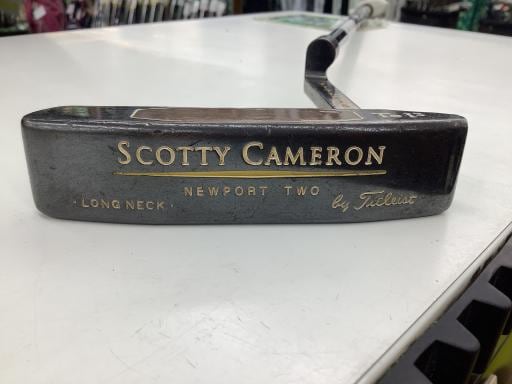 SCOTTY CAMERON
NEWPORT TWO
· LONG NECK ·
by Titleist